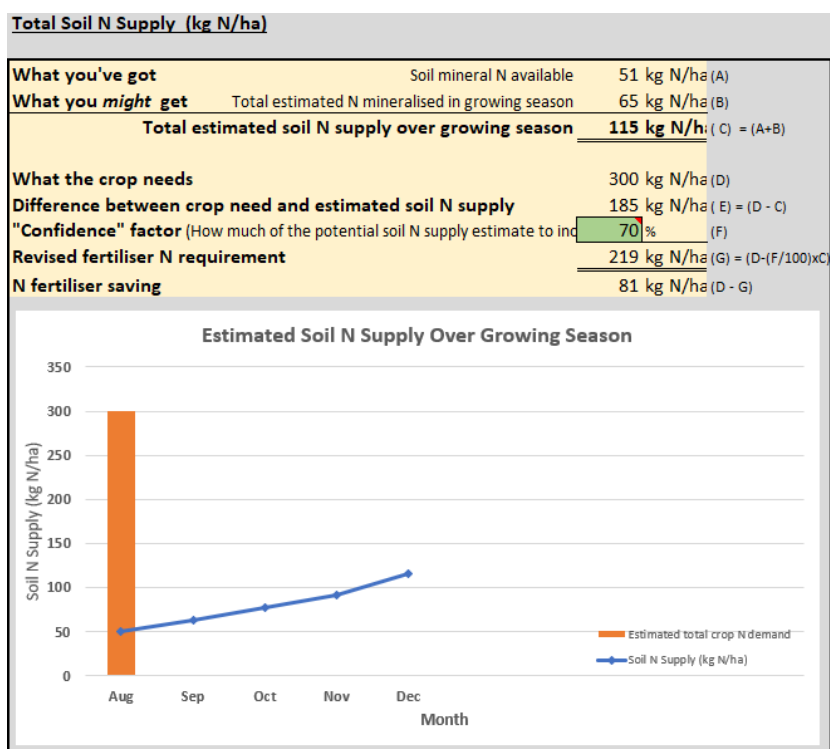 Total Soil N Supply (kg N/ha)
What you've got Soil mineral N available 51 kg N/ha (A)
What you might get Total estimated N mineralised in growing season 65 kg N/ha (B)
Total estimated soil N supply over growing season 115 kg N/h ( C) = (A+B)
What the crop needs 300 kg N/ha (D)
Difference between crop need and estimated soil N supply 185 kg N/ha ( E) = (D - C)
"Confidence" factor (How much of the potential soil N supply estimate to inc 70 % (F)
Revised fertiliser N requirement 219 kg N/ha (G) = (D-(F/100)xC)
N fertiliser saving 81 kg N/ha (D - G)
Estimated Soil N Supply Over Growing Season
Soil N Supply (kg N/ha)
350
300
250
200
150
100
50
0
Estimated total crop N demand
Soil N Supply (kg N/ha)
Aug Sep Oct Nov Dec
Month